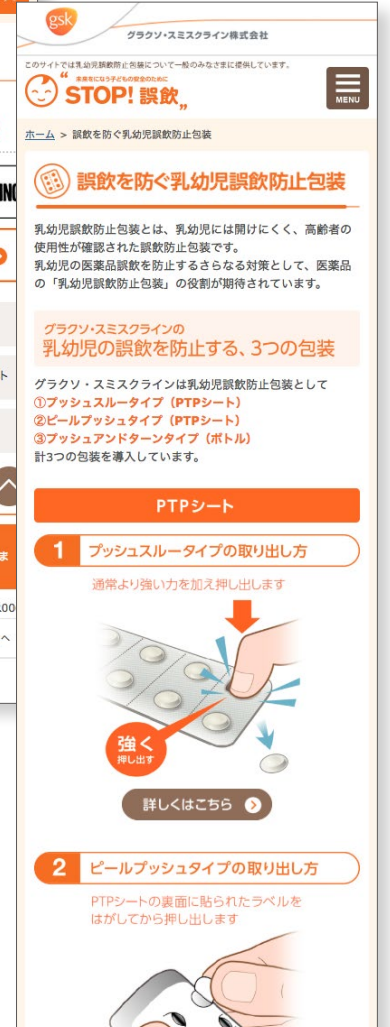 gsk
グラクソ・スミスクライン株式会社
このサイトでは乳幼児誤飲防止包装について一般のみなさまに提供しています。
未来をになう子どもの安全のために
“STOP! 誤飲„
MENU
ホーム > 誤飲を防ぐ乳幼児誤飲防止包装
誤飲を防ぐ乳幼児誤飲防止包装
乳幼児誤飲防止包装とは、乳幼児には開けにくく、高齢者の
使用性が確認された誤飲防止包装です。
乳幼児の医薬品誤飲を防止するさらなる対策として、医薬品
の「乳幼児誤飲防止包装」の役割が期待されています。
グラクソ・スミスクラインの
乳幼児の誤飲を防止する、3つの包装
グラクソ・スミスクラインは乳幼児誤飲防止包装として
①プッシュスルータイプ（PTPシート）
②ピールプッシュタイプ（PTPシート）
③プッシュアンドターンタイプ（ボトル）
計3つの包装を導入しています。
PTPシート
1 プッシュスルータイプの取り出し方
通常より強い力を加え押し出します
強く
押し出す
詳しくはこちら
2 ピールプッシュタイプの取り出し方
PTPシートの裏面に貼られたラベルを
はがしてから押し出します